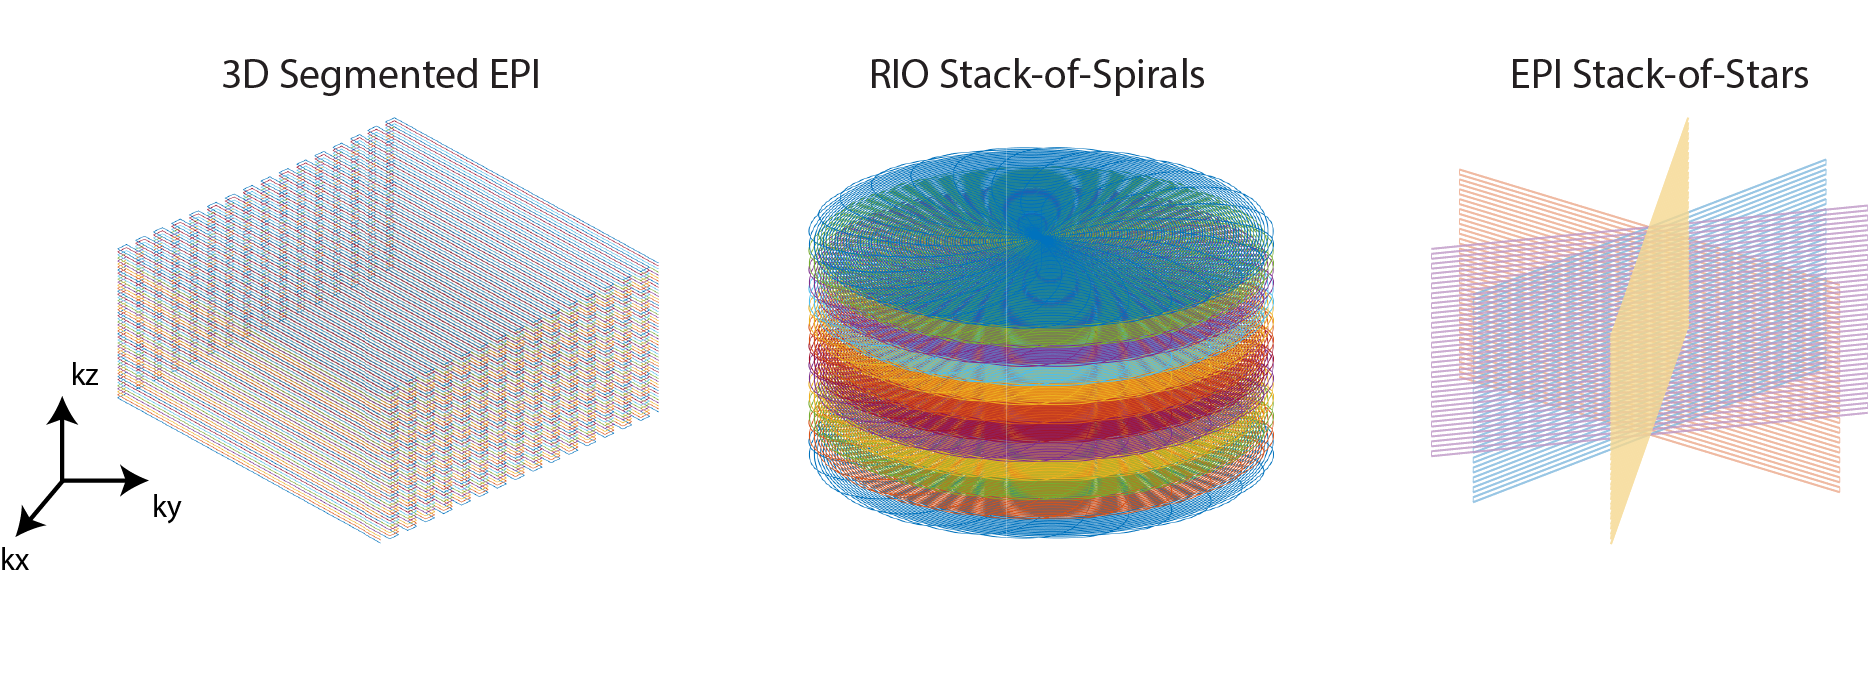 3D Segmented EPI
RIO Stack-of-Spirals
EPI Stack-of-Stars
kz
ky
kx